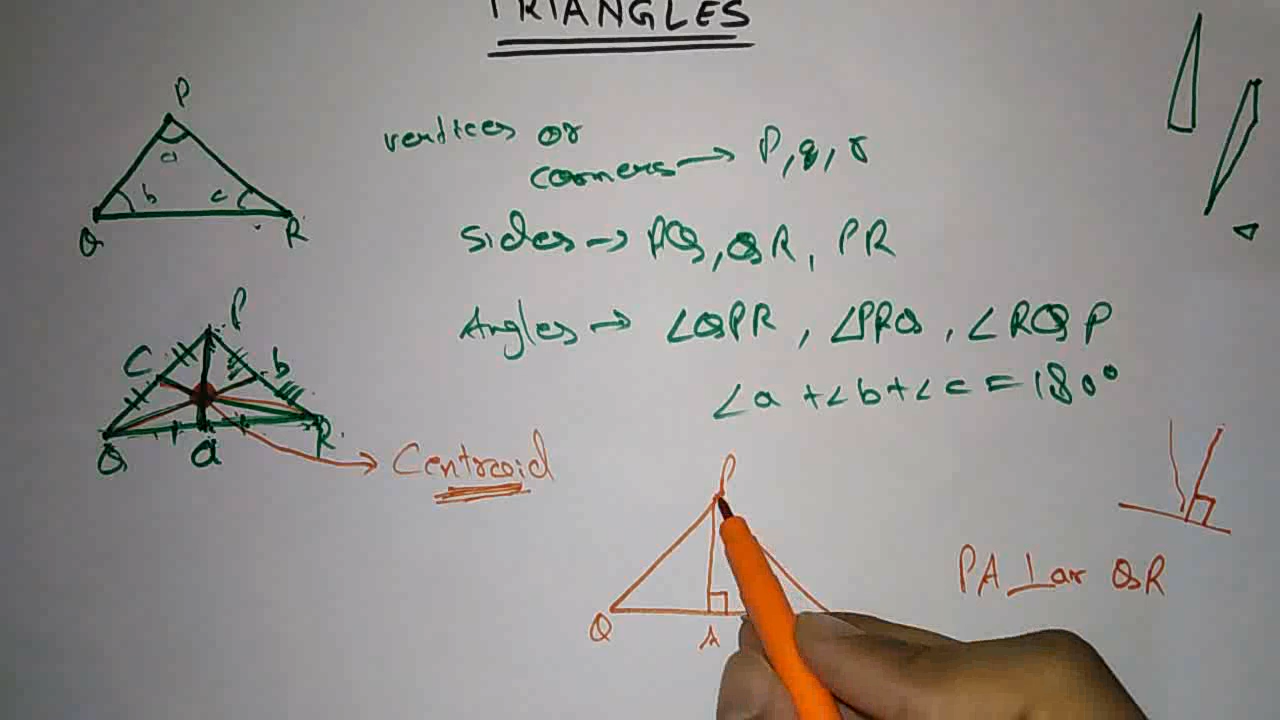 TRIANGLES
P
a
b
c
Q
R
vertices or
corners → P, q, r
sides → PQ, QR, PR
Angles → ∠QPR, ∠PRQ, ∠RQP
∠a + ∠b + ∠c = 180°
P
C
b
Q
a
R
Centroid
P
Q
A
PA ⊥ar QR